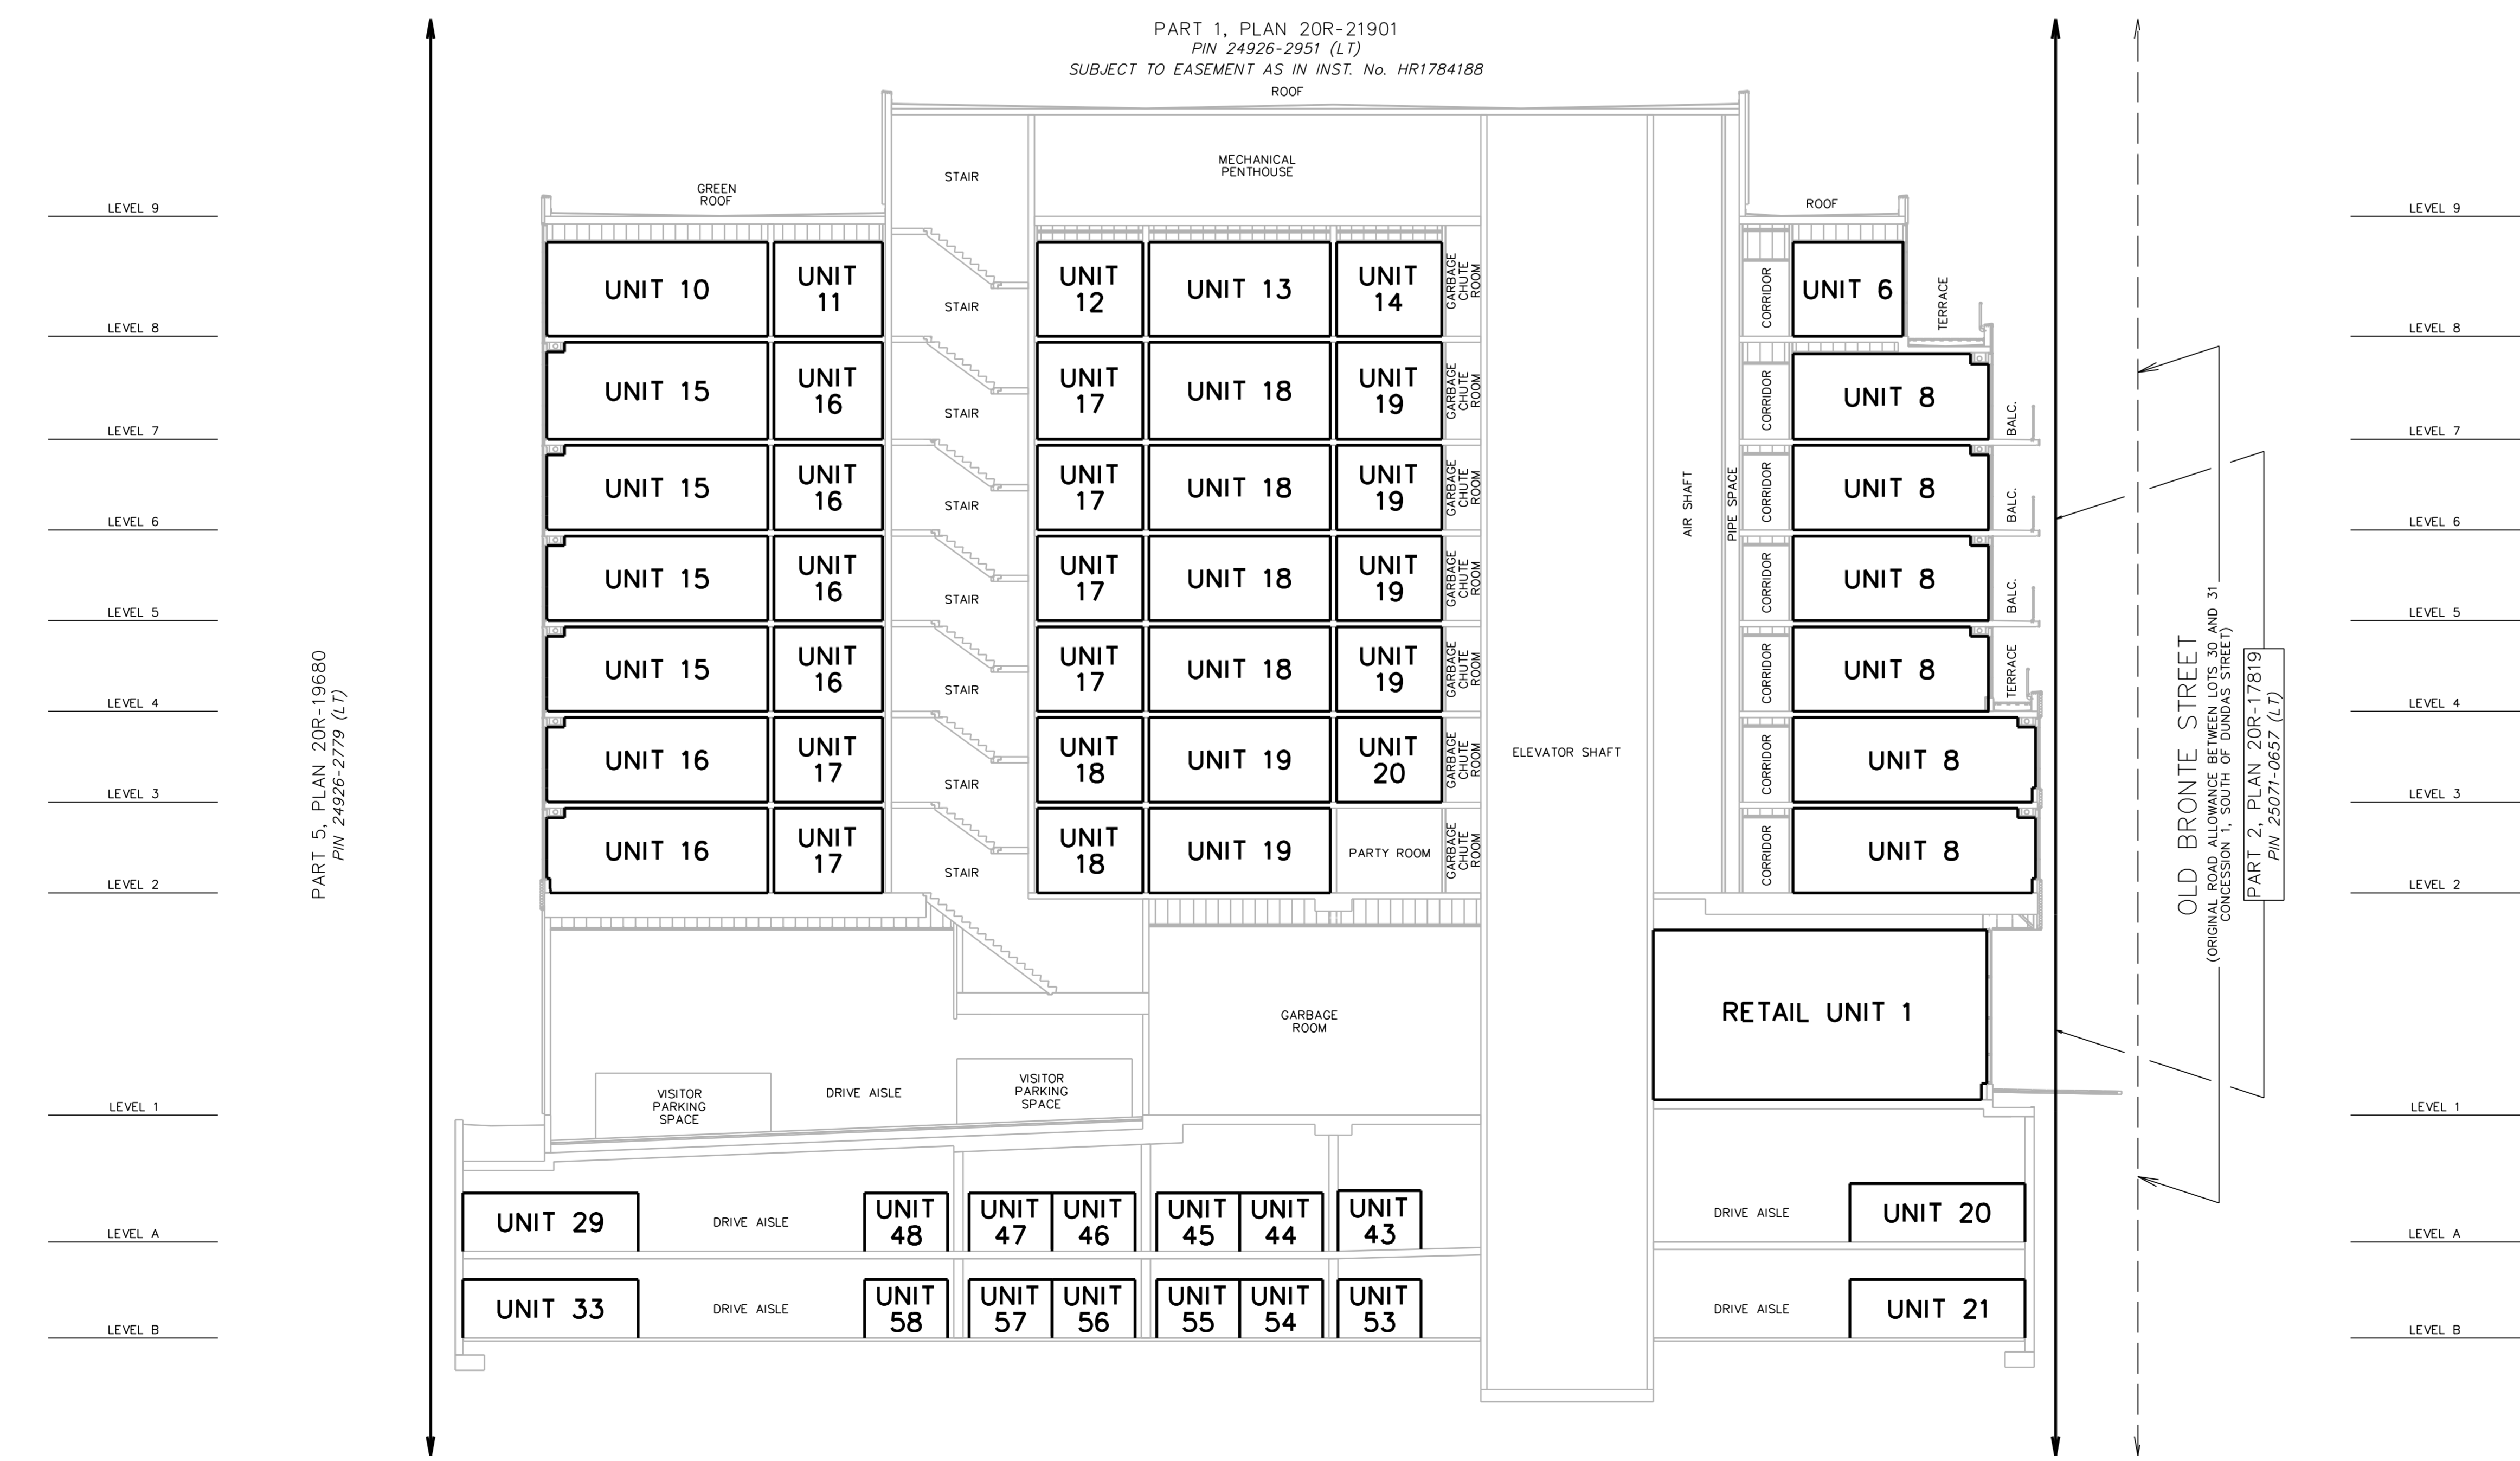 PART 1, PLAN 20R-21901
PIN 24926-2951 (LT)
SUBJECT TO EASEMENT AS IN INST. No. HR1784188
ROOF
MECHANICAL
PENTHOUSE
STAIR
GREEN
ROOF
ROOF
LEVEL 9
LEVEL 9
UNIT 10
UNIT
11
STAIR
UNIT
12
UNIT 13
UNIT
14
GARBAGE
CHUTE
ROOM
CORRIDOR
UNIT 6
TERRACE
LEVEL 8
LEVEL 8
UNIT 15
UNIT
16
STAIR
UNIT
17
UNIT 18
UNIT
19
GARBAGE
CHUTE
ROOM
CORRIDOR
UNIT 8
BALC.
LEVEL 7
LEVEL 7
UNIT 15
UNIT
16
STAIR
UNIT
17
UNIT 18
UNIT
19
GARBAGE
CHUTE
ROOM
AIR SHAFT
PIPE SPACE
CORRIDOR
UNIT 8
BALC.
LEVEL 6
LEVEL 6
UNIT 15
UNIT
16
STAIR
UNIT
17
UNIT 18
UNIT
19
GARBAGE
CHUTE
ROOM
CORRIDOR
UNIT 8
BALC.
LEVEL 5
LEVEL 5
UNIT 15
UNIT
16
STAIR
UNIT
17
UNIT 18
UNIT
19
GARBAGE
CHUTE
ROOM
CORRIDOR
UNIT 8
TERRACE
LEVEL 4
LEVEL 4
UNIT 16
UNIT
17
STAIR
UNIT
18
UNIT 19
UNIT
20
GARBAGE
CHUTE
ROOM
ELEVATOR SHAFT
CORRIDOR
UNIT 8
LEVEL 3
LEVEL 3
UNIT 16
UNIT
17
STAIR
UNIT
18
UNIT 19
PARTY ROOM
GARBAGE
CHUTE
ROOM
CORRIDOR
UNIT 8
LEVEL 2
LEVEL 2
PART 5, PLAN 20R-19680
PIN 24926-2779 (LT)
OLD BRONTE STREET
(ORIGINAL ROAD ALLOWANCE BETWEEN LOTS 30 AND 31
CONCESSION 1, SOUTH OF DUNDAS STREET)
PART 2, PLAN 20R-17819
PIN 25071-0657 (LT)
GARBAGE
ROOM
RETAIL UNIT 1
VISITOR
PARKING
SPACE
DRIVE AISLE
VISITOR
PARKING
SPACE
LEVEL 1
LEVEL 1
UNIT 29
DRIVE AISLE
UNIT
48
UNIT
47
UNIT
46
UNIT
45
UNIT
44
UNIT
43
DRIVE AISLE
UNIT 20
LEVEL A
LEVEL A
UNIT 33
DRIVE AISLE
UNIT
58
UNIT
57
UNIT
56
UNIT
55
UNIT
54
UNIT
53
DRIVE AISLE
UNIT 21
LEVEL B
LEVEL B